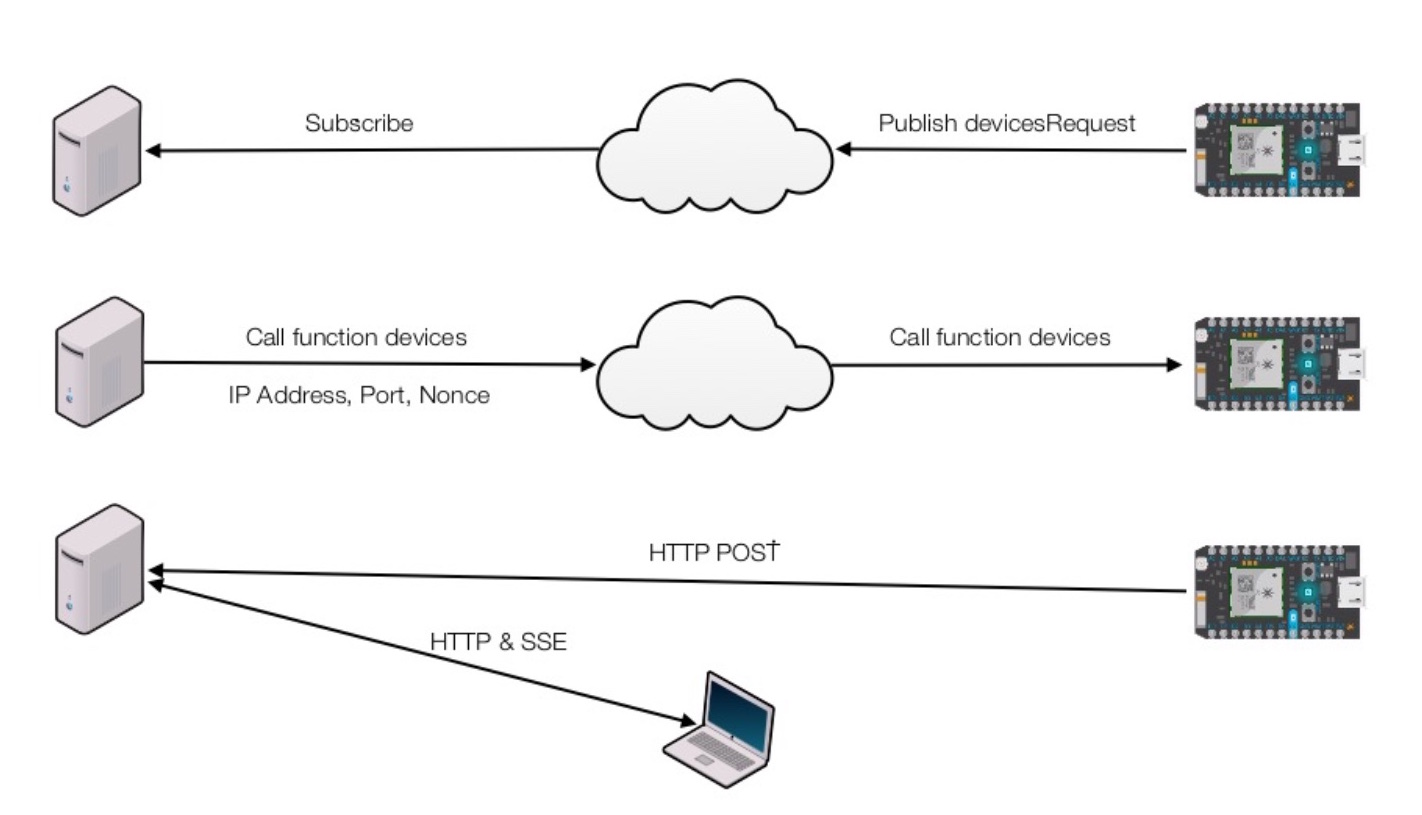 Subscribe
Publish devicesRequest
Call function devices
Call function devices
IP Address, Port, Nonce
HTTP POST
HTTP & SSE